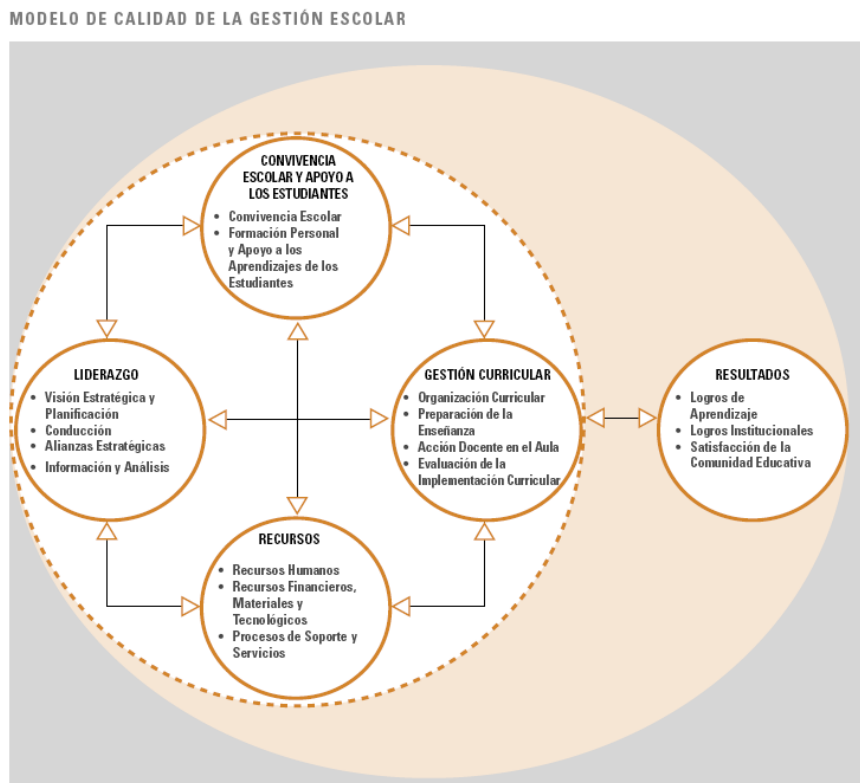 MODELO DE CALIDAD DE LA GESTIÓN ESCOLAR
CONVIVENCIA
ESCOLAR Y APOYO A
LOS ESTUDIANTES
• Convivencia Escolar
• Formación Personal
y Apoyo a los
Aprendizajes de los
Estudiantes
LIDERAZGO
• Visión Estratégica y
Planificación
• Conducción
• Alianzas Estratégicas
• Información y Análisis
GESTIÓN CURRICULAR
• Organización Curricular
• Preparación de la
Enseñanza
• Acción Docente en el Aula
• Evaluación de la
Implementación Curricular
RESULTADOS
• Logros de
Aprendizaje
• Logros Institucionales
• Satisfacción de la
Comunidad Educativa
RECURSOS
• Recursos Humanos
• Recursos Financieros,
Materiales y
Tecnológicos
• Procesos de Soporte y
Servicios